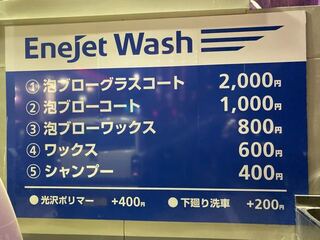 Enejet Wash
① 泡ブローグラスコート 2,000円
② 泡ブローコート 1,000円
③ 泡ブローワックス 800円
④ ワックス 600円
⑤ シャンプー 400円
● 光沢ポリマー +400円 ● 下廻り洗車 +200円